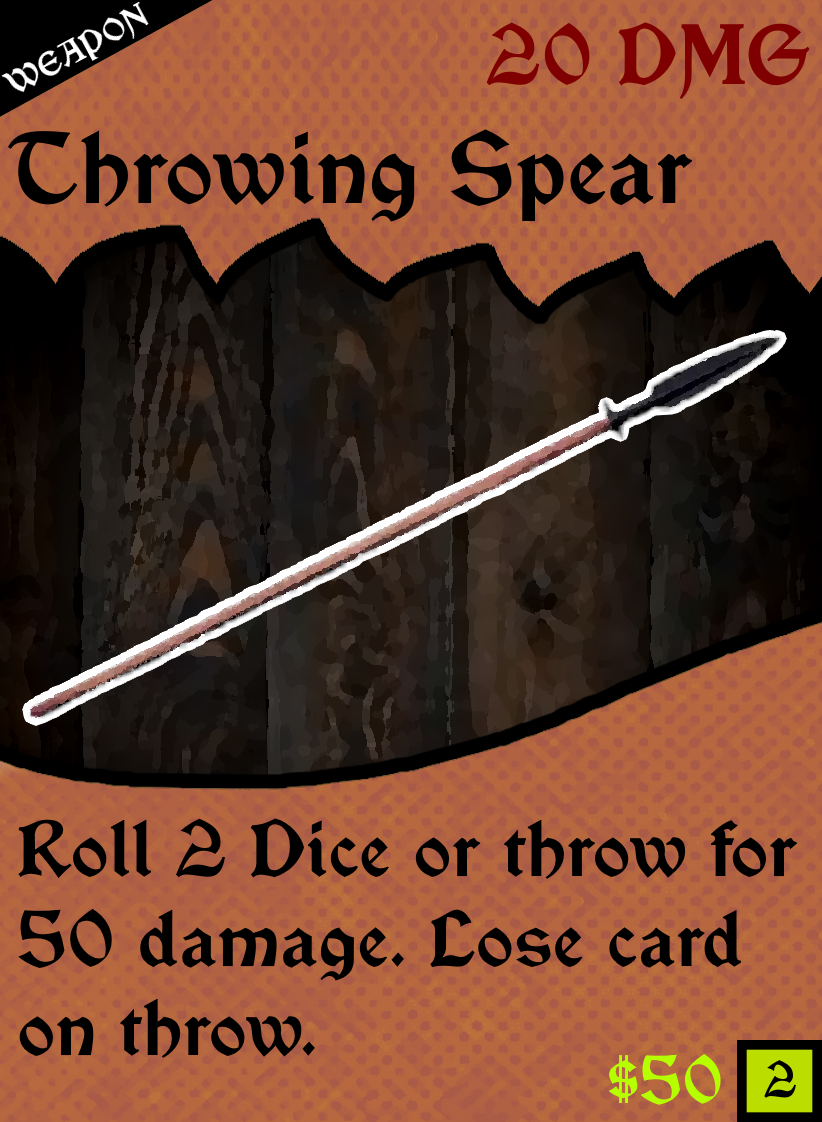 WEAPON
20 DMG
Throwing Spear
Roll 2 Dice or throw for
50 damage. Lose card
on throw.
$50
2